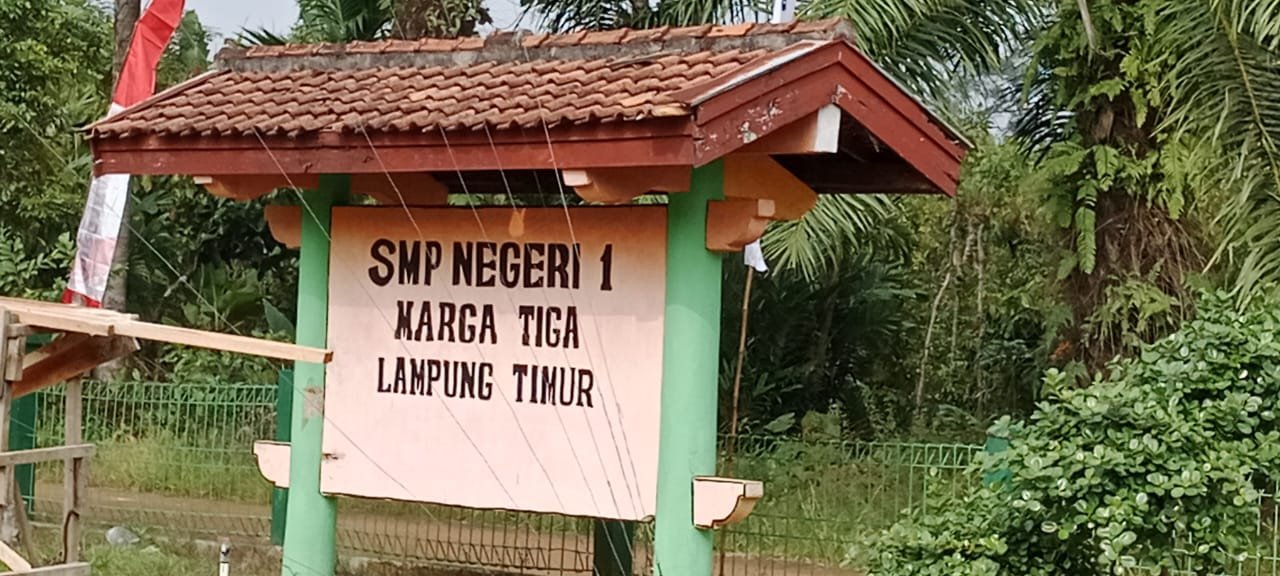 SMP NEGERI 1
MARGA TIGA
LAMPUNG TIMUR